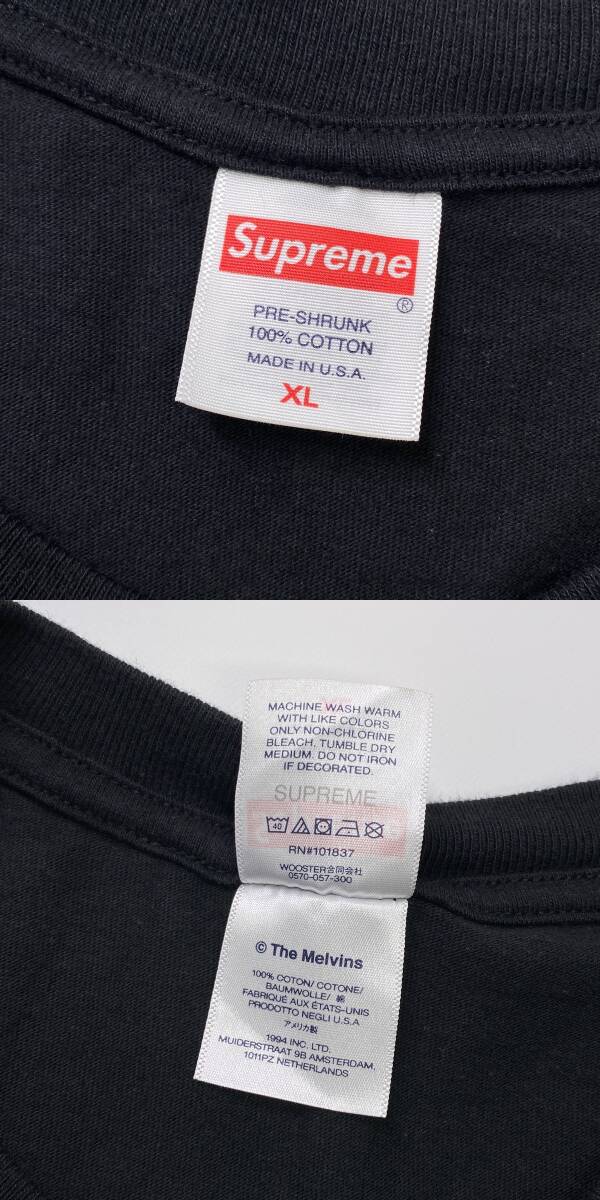 Supreme
®
PRE-SHRUNK
100% COTTON
MADE IN U.S.A.
XL
MACHINE WASH WARM
WITH LIKE COLORS
ONLY NON-CHLORINE
BLEACH. TUMBLE DRY
MEDIUM. DO NOT IRON
IF DECORATED.
SUPREME
40
RN#101837
WOOSTER合同会社
0570-057-300
© The Melvins
100% COTON/ COTONE/
BAUMWOLLE/ 綿
FABRIQUÉ AUX ÉTATS-UNIS
PRODOTTO NEGLI U.S.A
アメリカ製
1994 INC. LTD.
MUIDERSTRAAT 9B AMSTERDAM,
1011PZ NETHERLANDS